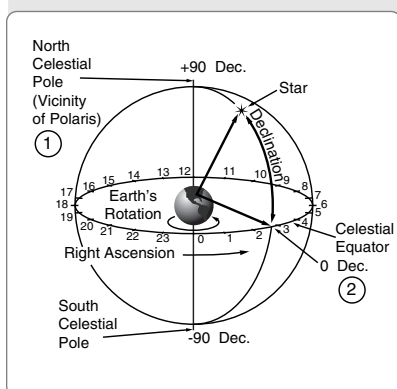 North
Celestial
Pole
(Vicinity
of Polaris)
1
+90 Dec.
Star
Declination
12
11
10
9
8
7
6
5
4
3
2
1
0
23
22
21
20
19
18
17
16
15
14
13
Earth's
Rotation
Right Ascension
Celestial
Equator
0 Dec.
2
South
Celestial
Pole
-90 Dec.